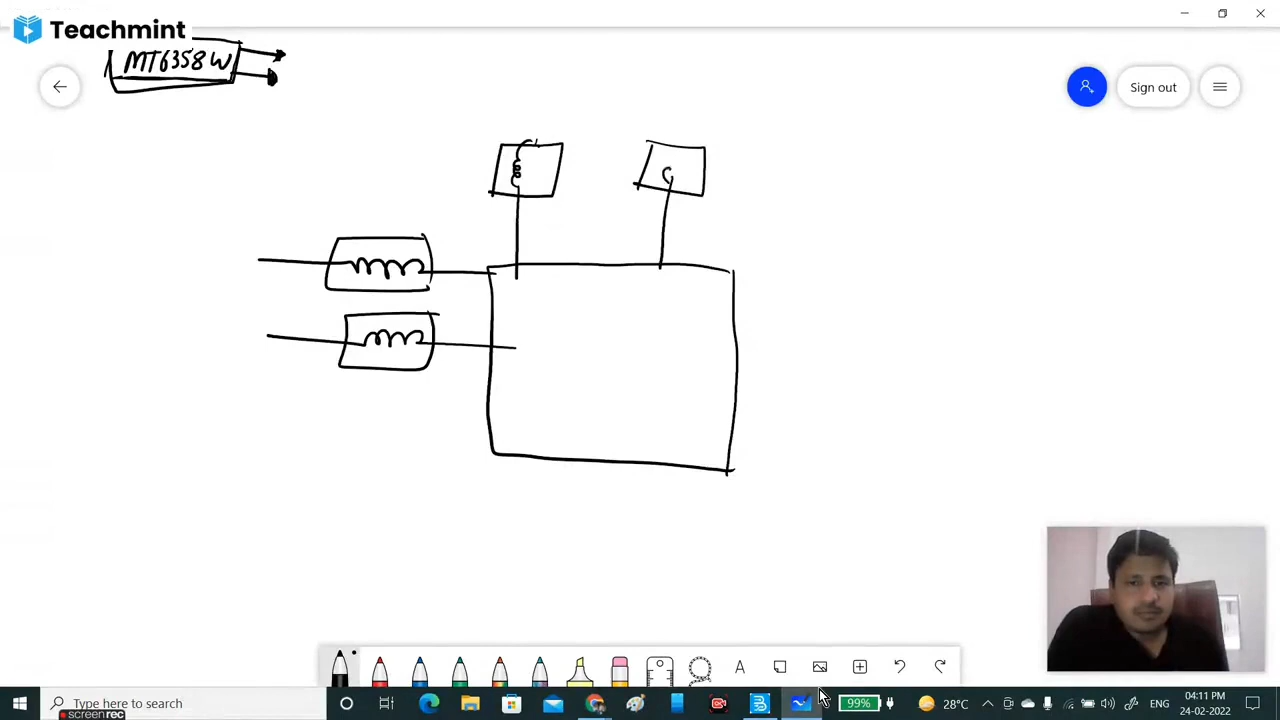 Teachmint
MT6358W
Sign out
A
Type here to search
screenrec
99%
28°C
ENG
04:11 PM
24-02-2022